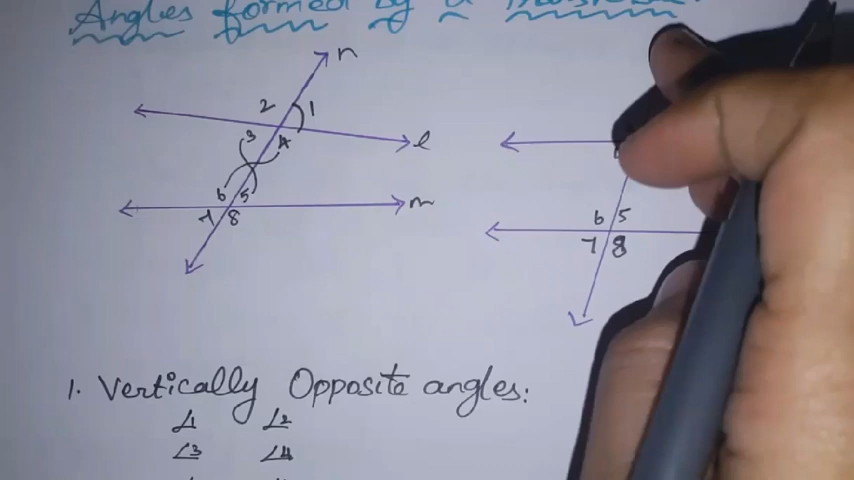 Angles formed by a
n
2 1
3 4
l
6 5
m
7 8
6 5
7 8
1. Vertically Opposite angles:
∠1 ∠2
∠3 ∠4